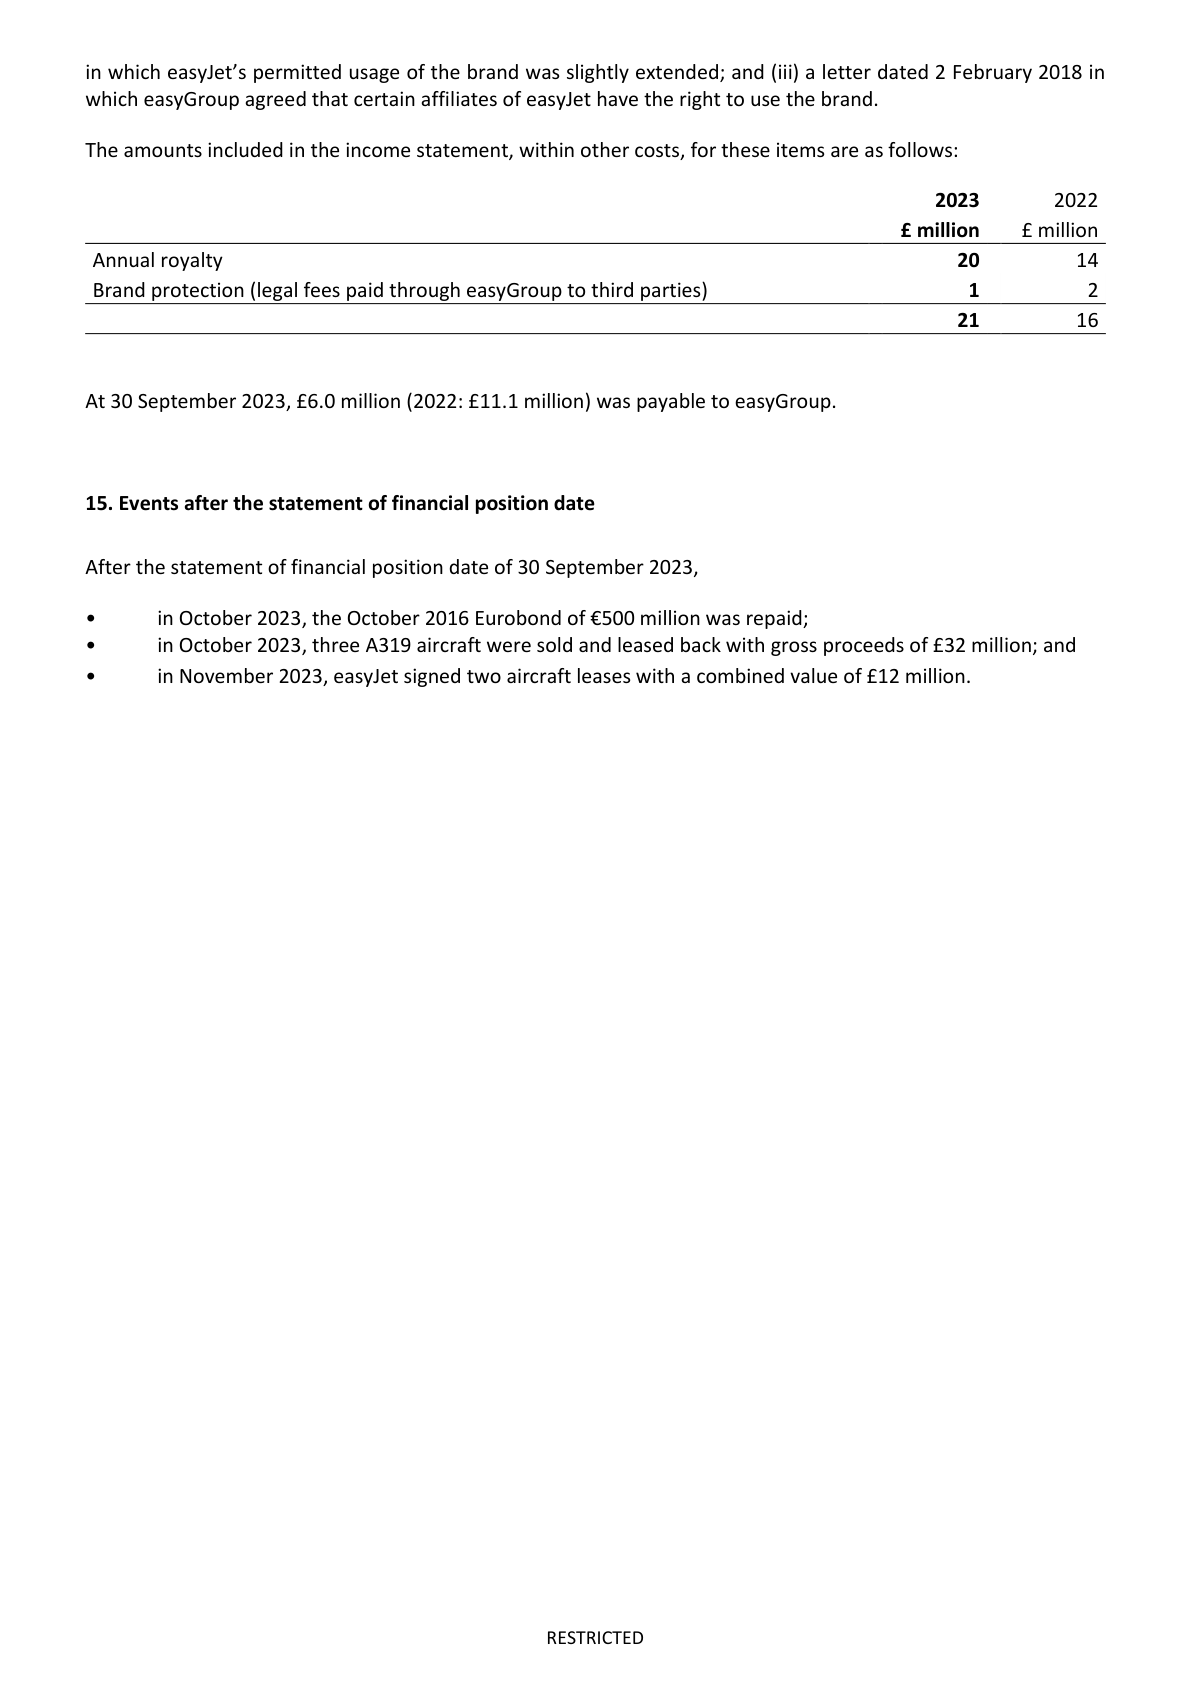 in which easyJet’s permitted usage of the brand was slightly extended; and (iii) a letter dated 2 February 2018 in
which easyGroup agreed that certain affiliates of easyJet have the right to use the brand.
The amounts included in the income statement, within other costs, for these items are as follows:
2023 2022
£ million £ million
Annual royalty 20 14
Brand protection (legal fees paid through easyGroup to third parties) 1 2
21 16
At 30 September 2023, £6.0 million (2022: £11.1 million) was payable to easyGroup.
15. Events after the statement of financial position date
After the statement of financial position date of 30 September 2023,
• in October 2023, the October 2016 Eurobond of €500 million was repaid;
• in October 2023, three A319 aircraft were sold and leased back with gross proceeds of £32 million; and
• in November 2023, easyJet signed two aircraft leases with a combined value of £12 million.
RESTRICTED